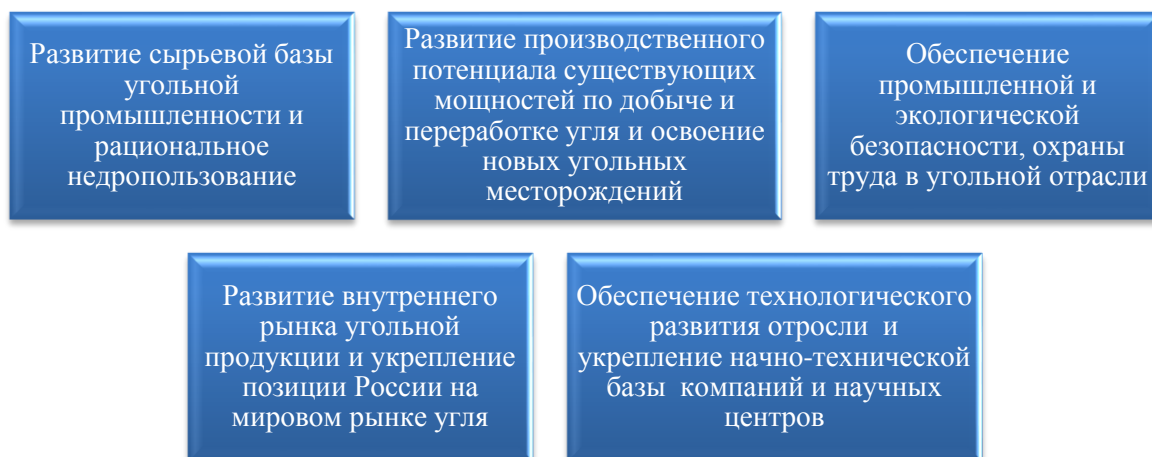 Развитие сырьевой базы
угольной
промышленности и
рациональное
недропользование
Развитие производственного
потенциала существующих
мощностей по добыче и
переработке угля и освоение
новых угольных
месторождений
Обеспечение
промышленной и
экологической
безопасности, охраны
труда в угольной отрасли
Развитие внутреннего
рынка угольной
продукции и укрепление
позиции России на
мировом рынке угля
Обеспечение технологического
развития отросли и
укрепление начно-технической
базы компаний и научных
центров